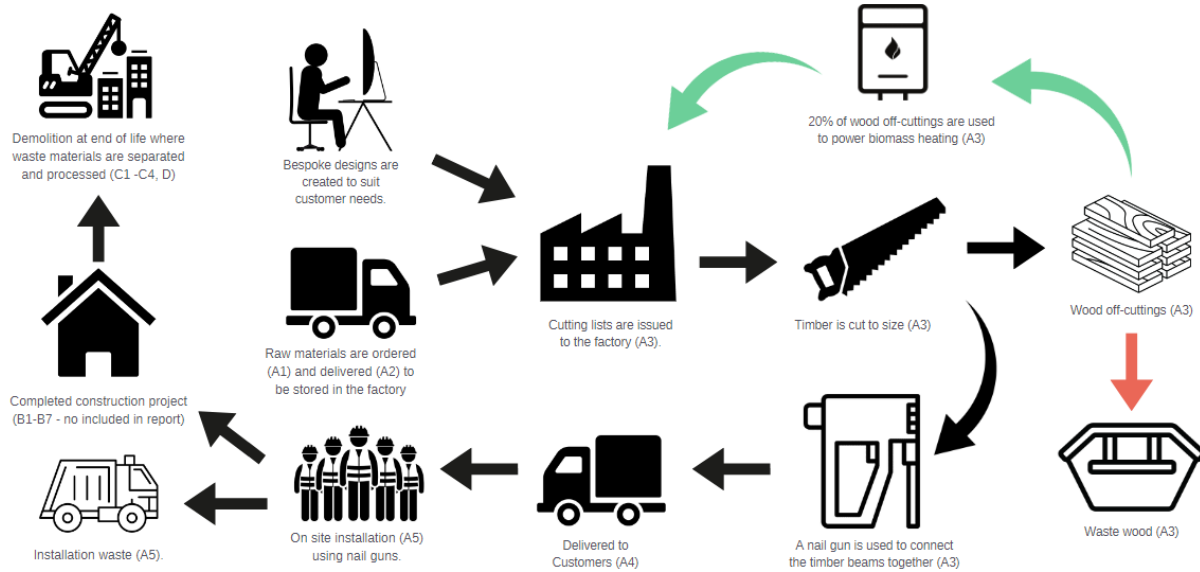 Demolition at end of life where
waste materials are separated
and processed (C1 -C4, D)
Bespoke designs are
created to suit
customer needs.
20% of wood off-cuttings are used
to power biomass heating (A3)
Raw materials are ordered
(A1) and delivered (A2) to
be stored in the factory
Cutting lists are issued
to the factory (A3).
Timber is cut to size (A3)
Wood off-cuttings (A3)
Completed construction project
(B1-B7 - no included in report)
Installation waste (A5).
On site installation (A5)
using nail guns.
Delivered to
Customers (A4)
A nail gun is used to connect
the timber beams together (A3)
Waste wood (A3)